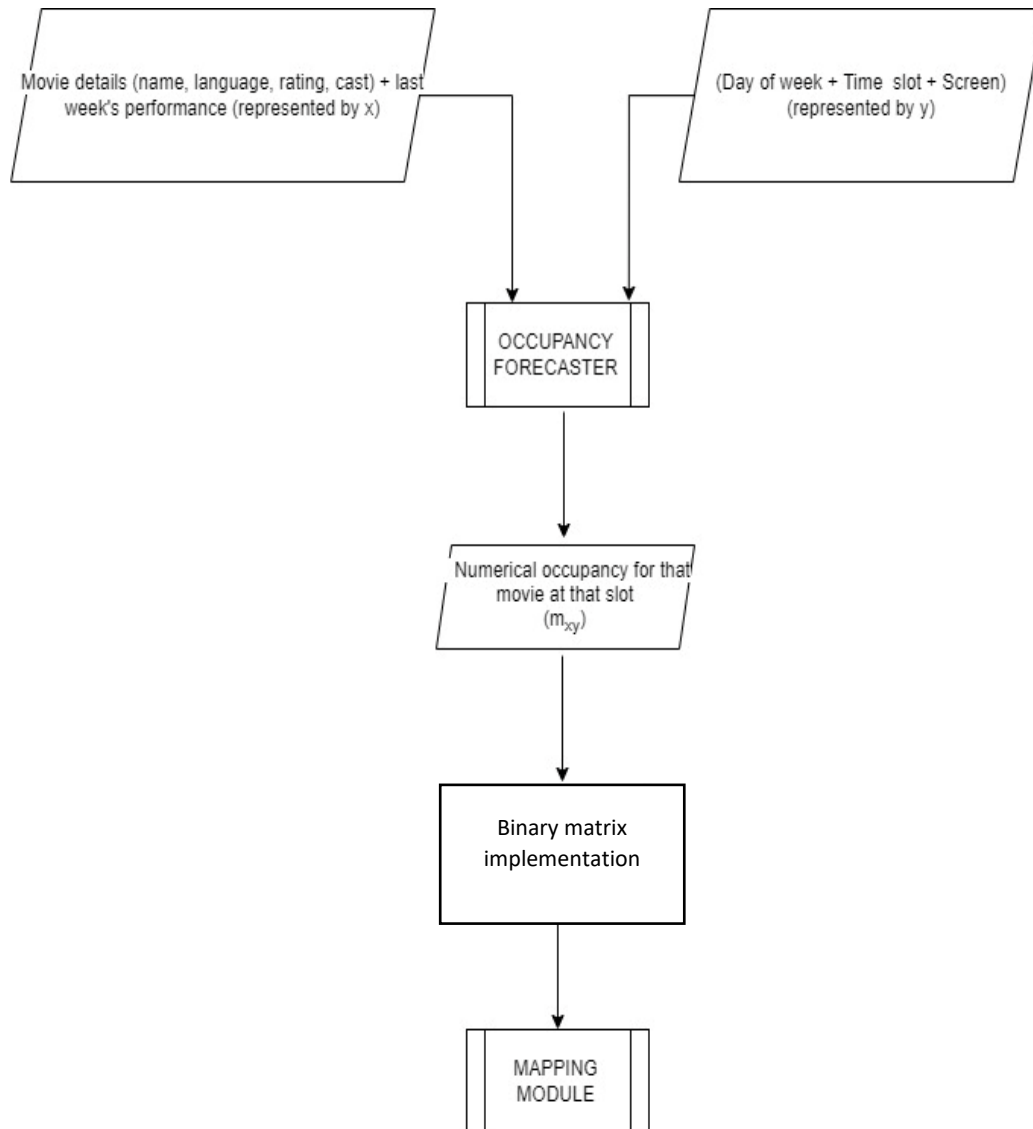 Movie details (name, language, rating, cast) + last
week's performance (represented by x)
(Day of week + Time slot + Screen)
(represented by y)
OCCUPANCY
FORECASTER
Numerical occupancy for that
movie at that slot
(mxy)
Binary matrix
implementation
MAPPING
MODULE